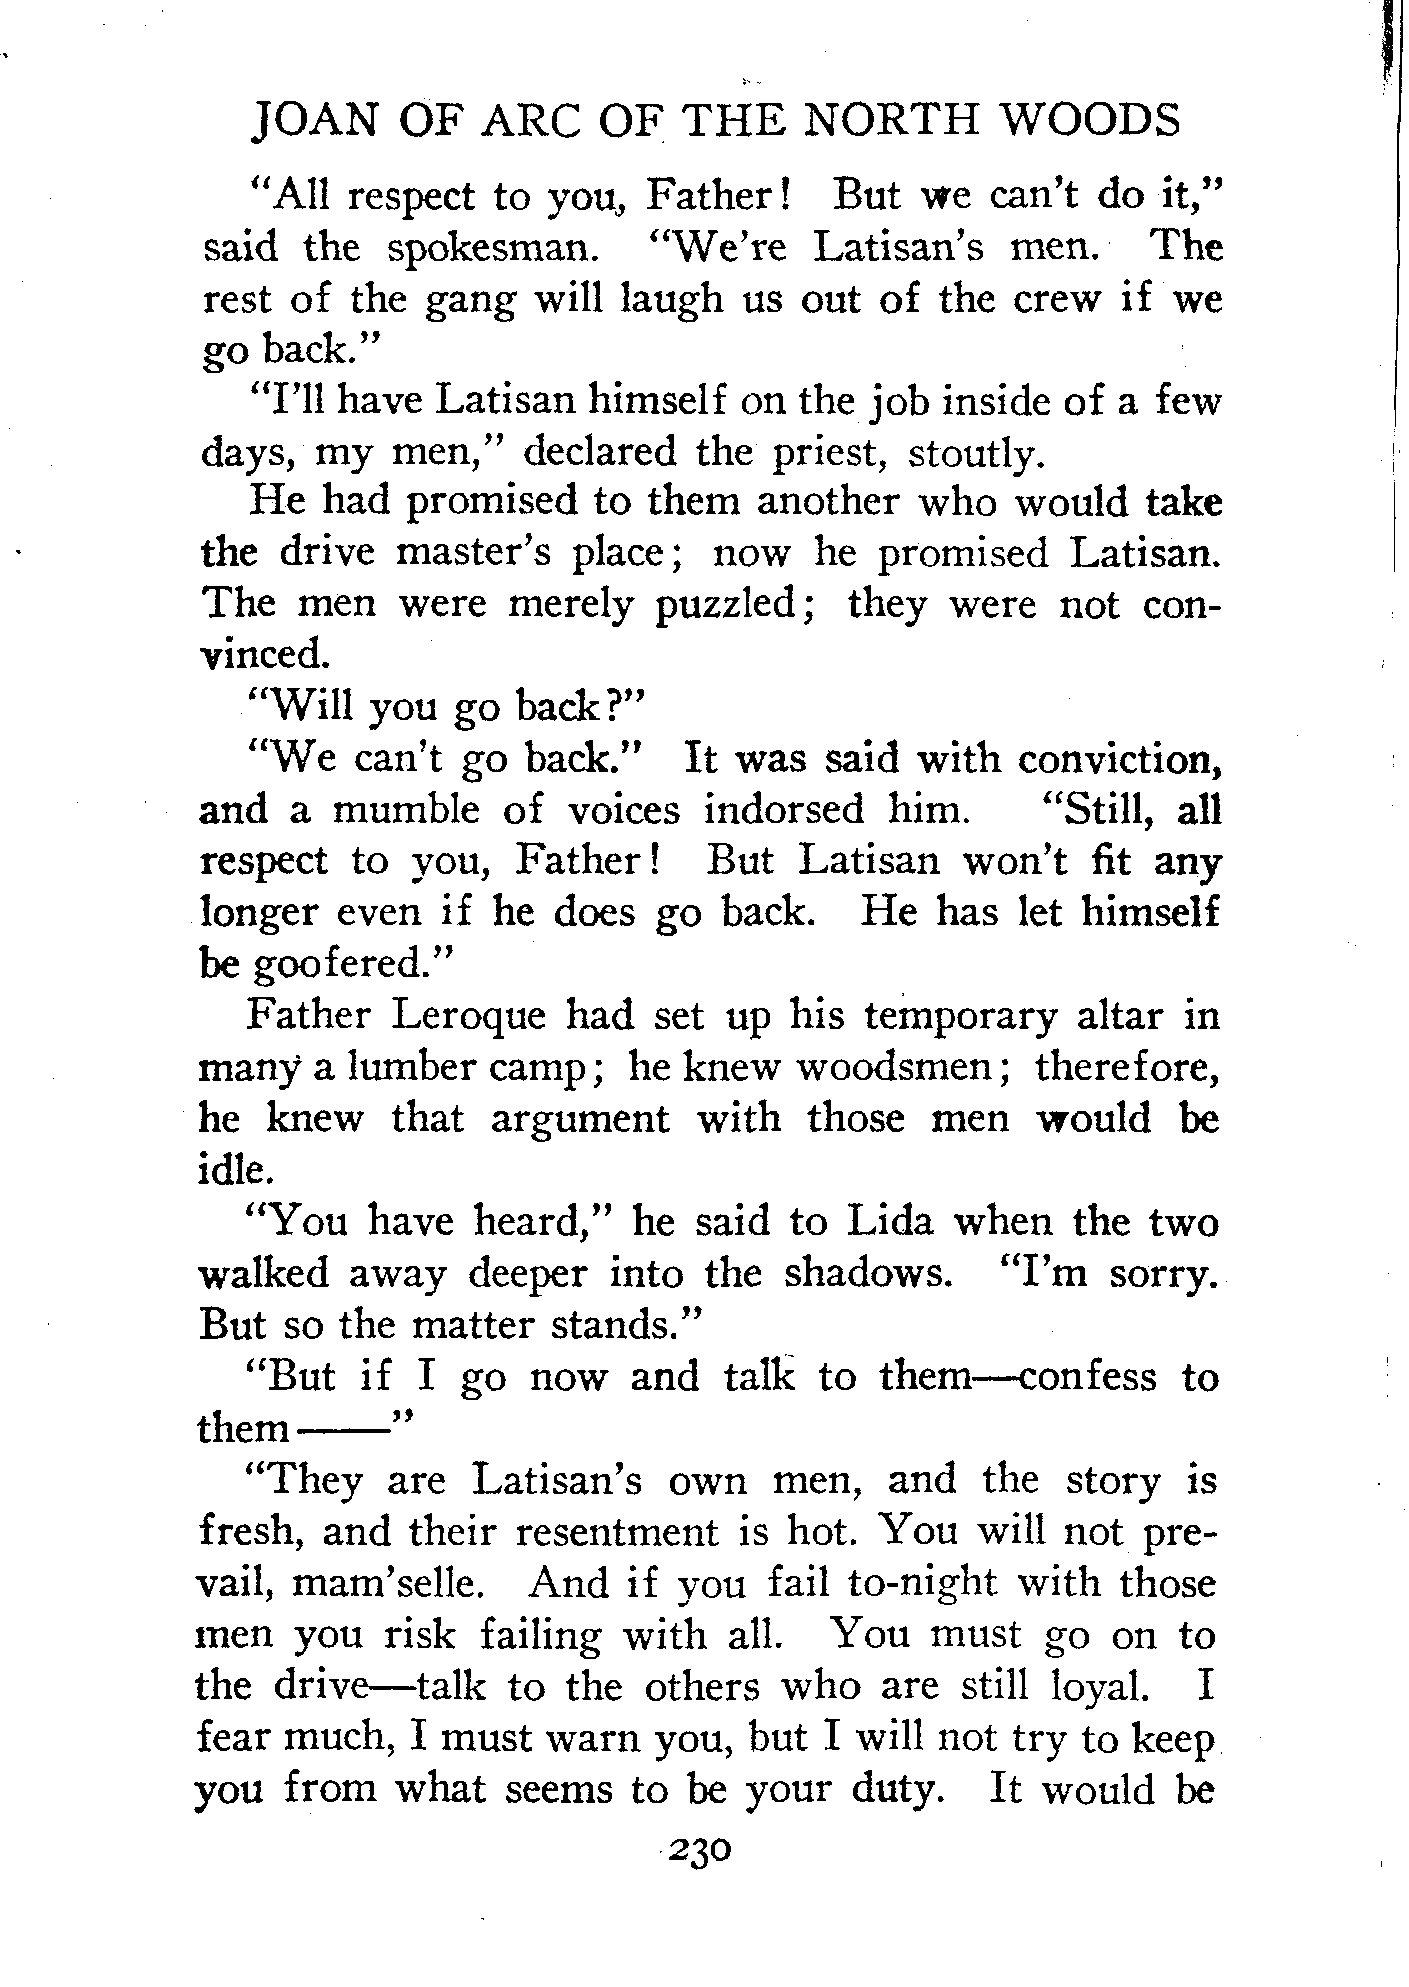 JOAN OF ARC OF THE NORTH WOODS
"All respect to you, Father! But we can't do it,"
said the spokesman. "We're Latisan's men. The
rest of the gang will laugh us out of the crew if we
go back."
"I'll have Latisan himself on the job inside of a few
days, my men," declared the priest, stoutly.
He had promised to them another who would take
the drive master's place; now he promised Latisan.
The men were merely puzzled; they were not con-
vinced.
"Will you go back?"
"We can't go back." It was said with conviction,
and a mumble of voices indorsed him. "Still, all
respect to you, Father! But Latisan won't fit any
longer even if he does go back. He has let himself
be goofered."
Father Leroque had set up his temporary altar in
many a lumber camp; he knew woodsmen; therefore,
he knew that argument with those men would be
idle.
"You have heard," he said to Lida when the two
walked away deeper into the shadows. "I'm sorry.
But so the matter stands."
"But if I go now and talk to them—confess to
them——"
"They are Latisan's own men, and the story is
fresh, and their resentment is hot. You will not pre-
vail, mam'selle. And if you fail to-night with those
men you risk failing with all. You must go on to
the drive—talk to the others who are still loyal. I
fear much, I must warn you, but I will not try to keep
you from what seems to be your duty. It would be
230